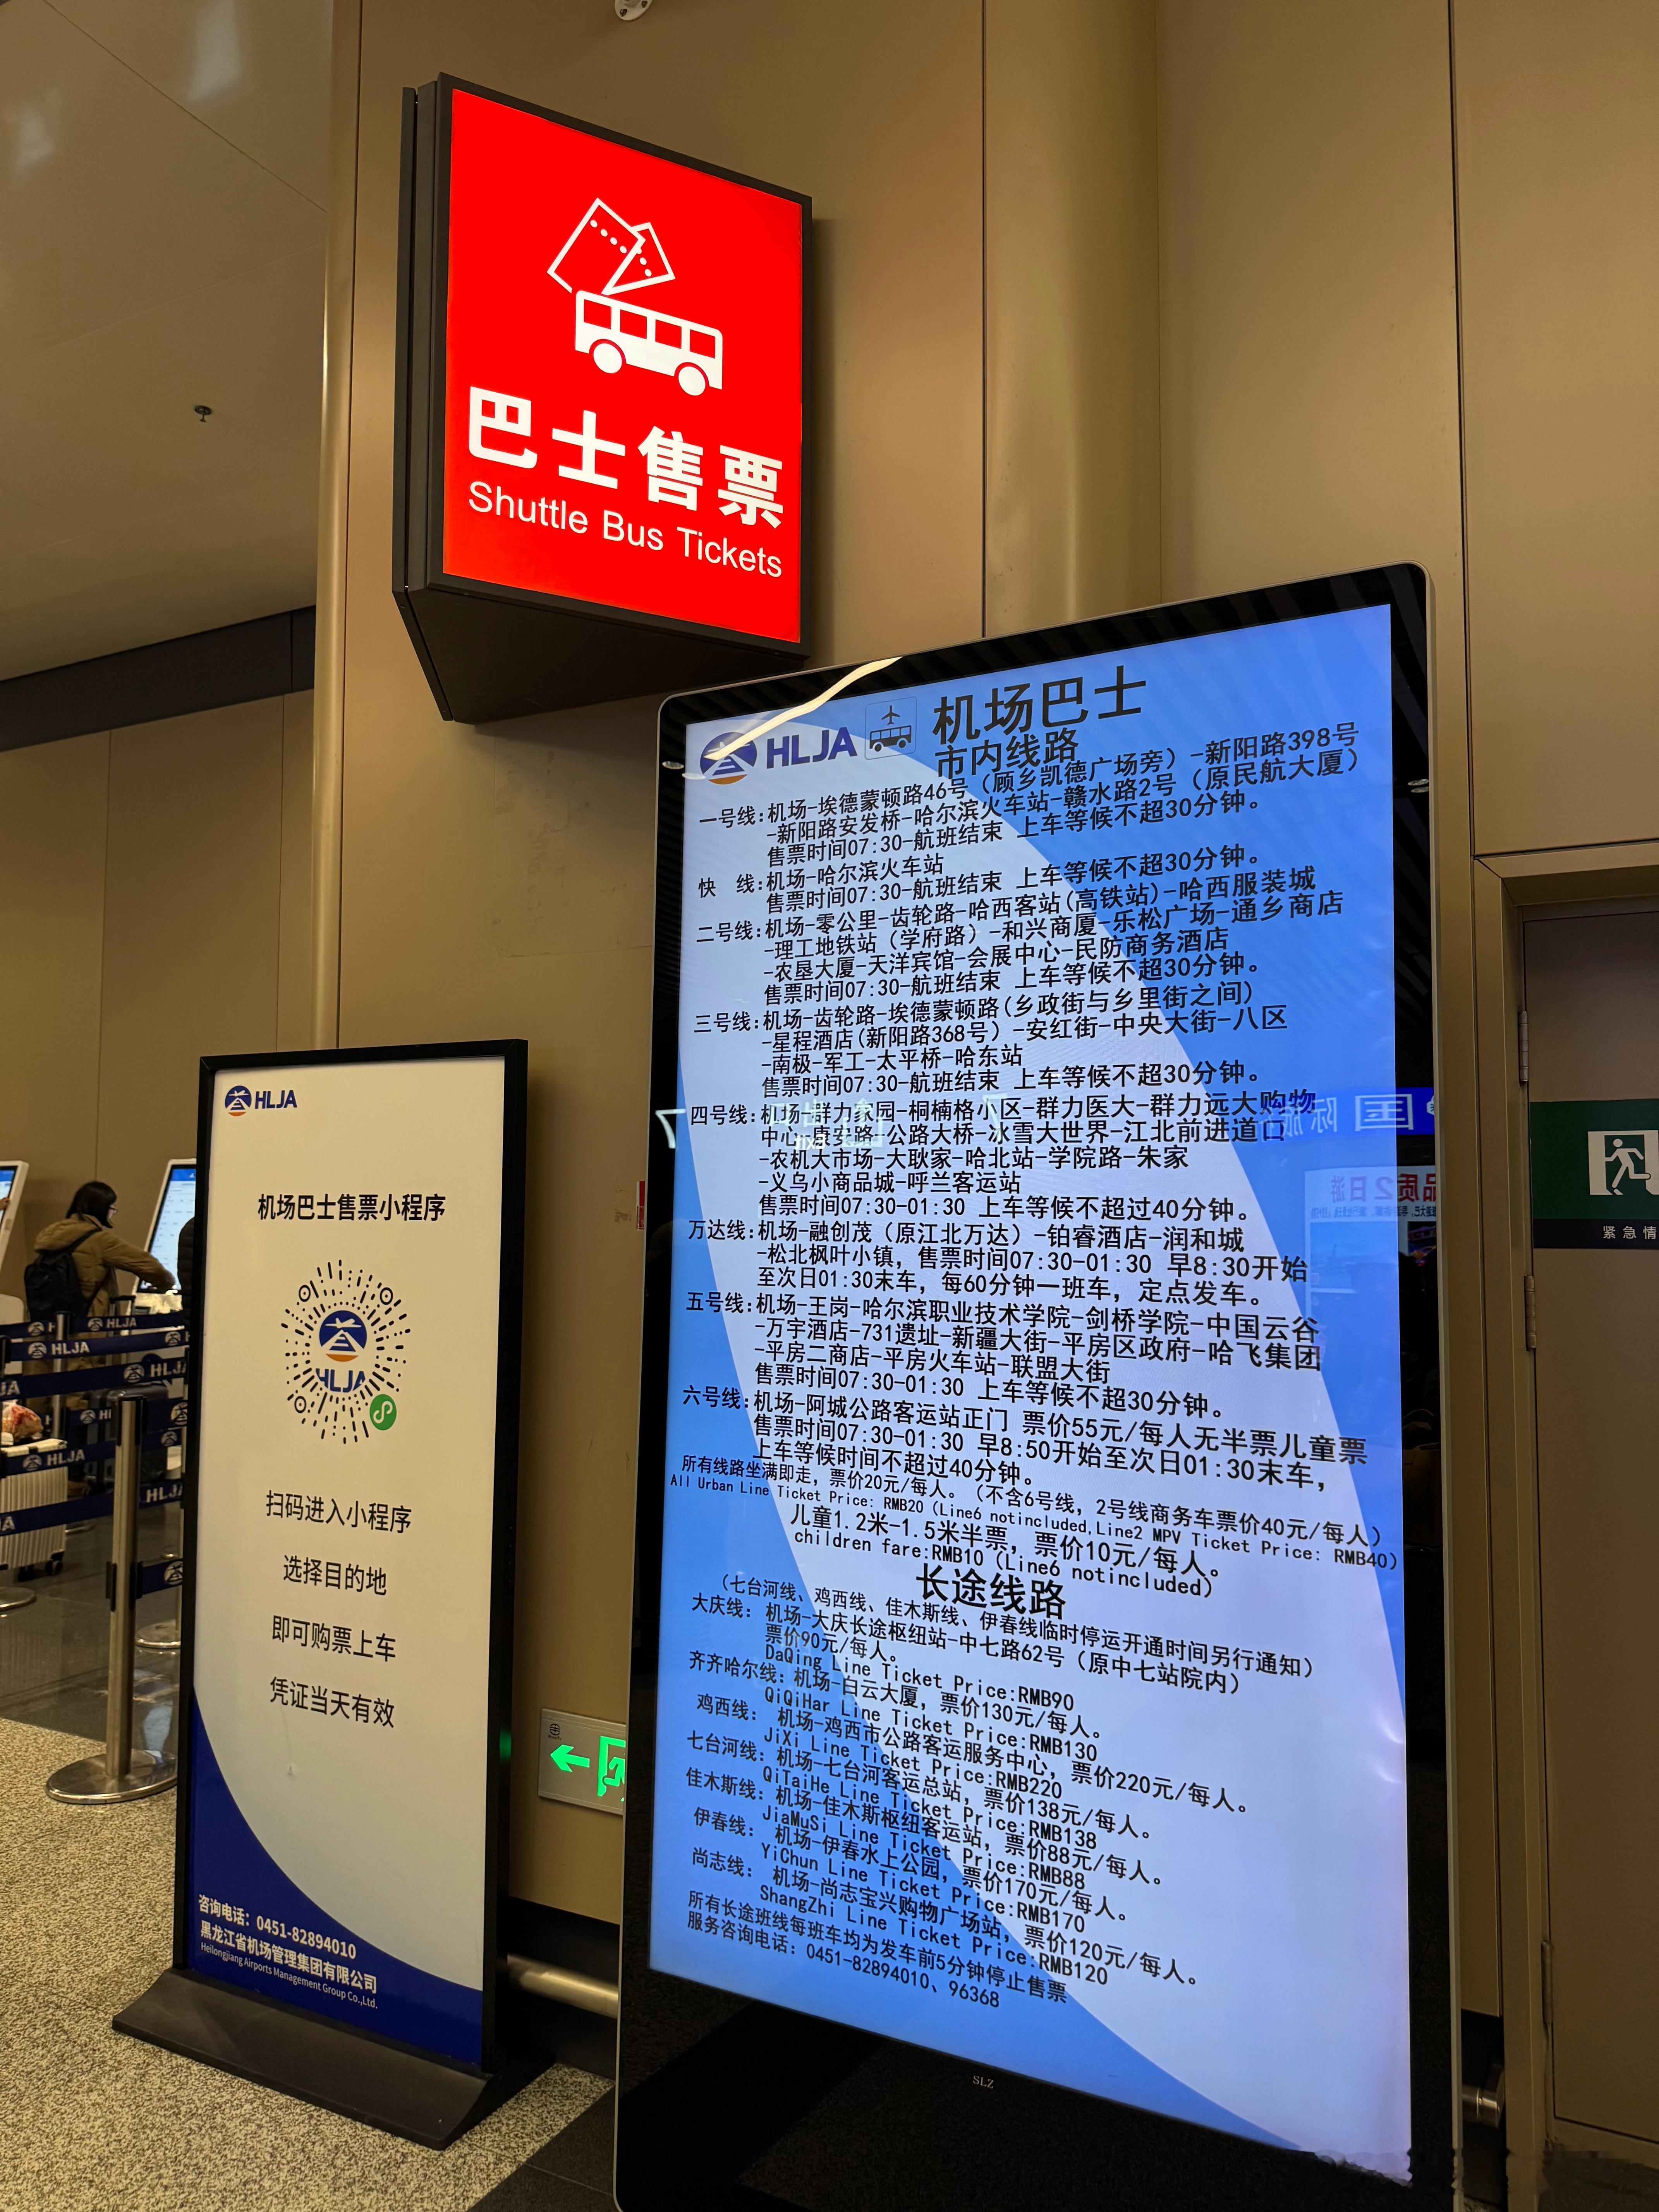 巴士售票
Shuttle Bus Tickets
HLJA
机场巴士
市内线路
一号线:机场-埃德蒙顿路46号（顾乡凯德广场旁）-新阳路398号
-新阳路安发桥-哈尔滨火车站-赣水路2号（原民航大厦）
售票时间07:30-航班结束 上车等候不超30分钟。
快 线:机场-哈尔滨火车站
售票时间07:30-航班结束 上车等候不超30分钟。
二号线:机场-零公里-齿轮路-哈西客站(高铁站)-哈西服装城
-理工地铁站（学府路）-和兴商厦-乐松广场-通乡商店
-农垦大厦-天洋宾馆-会展中心-民防商务酒店
售票时间07:30-航班结束 上车等候不超30分钟。
三号线:机场-齿轮路-埃德蒙顿路(乡政街与乡里街之间)
-星程酒店(新阳路368号）-安红街-中央大街-八区
-南极-军工-太平桥-哈东站
售票时间07:30-航班结束 上车等候不超30分钟。
四号线:机场-群力家园-桐楠格小区-群力医大-群力远大购物
中心-康安路-公路大桥-冰雪大世界-江北前进道口
-农机大市场-大耿家-哈北站-学院路-朱家
-义乌小商品城-呼兰客运站
售票时间07:30-01:30 上车等候不超过40分钟。
万达线:机场-融创茂（原江北万达）-铂睿酒店-润和城
-松北枫叶小镇，售票时间07:30-01:30 早8:30开始
至次日01:30末车，每60分钟一班车，定点发车。
五号线:机场-王岗-哈尔滨职业技术学院-剑桥学院-中国云谷
-万宇酒店-731遗址-新疆大街-平房区政府-哈飞集团
-平房二商店-平房火车站-联盟大街
售票时间07:30-01:30 上车等候不超30分钟。
六号线:机场-阿城公路客运站正门 票价55元/每人无半票儿童票
售票时间07:30-01:30 早8:50开始至次日01:30末车，
上车等候时间不超过40分钟。
所有线路坐满即走，票价20元/每人。（不含6号线，2号线商务车票价40元/每人）
All Urban Line Ticket Price: RMB20（Line6 notincluded,Line2 MPV Ticket Price: RMB40）
儿童1.2米-1.5米半票，票价10元/每人。
children fare:RMB10（Line6 notincluded）
长途线路
（七台河线、鸡西线、佳木斯线、伊春线临时停运开通时间另行通知）
大庆线：机场-大庆长途枢纽站-中七路62号（原中七站院内）
票价90元/每人。
DaQing Line Ticket Price:RMB90
齐齐哈尔线:机场-白云大厦，票价130元/每人。
QiQiHar Line Ticket Price:RMB130
鸡西线： 机场-鸡西市公路客运服务中心，票价220元/每人。
JiXi Line Ticket Price:RMB220
七台河线:机场-七台河客运总站，票价138元/每人。
QiTaiHe Line Ticket Price:RMB138
佳木斯线:机场-佳木斯枢纽客运站，票价88元/每人。
JiaMuSi Line Ticket Price:RMB88
伊春线： 机场-伊春水上公园，票价170元/每人。
YiChun Line Ticket Price:RMB170
尚志线： 机场-尚志宝兴购物广场站，票价120元/每人。
ShangZhi Line Ticket Price:RMB120
所有长途班线每班车均为发车前5分钟停止售票
服务咨询电话：0451-82894010、96368
SLZ
HLJA
机场巴士售票小程序
HLJA
扫码进入小程序
选择目的地
即可购票上车
凭证当天有效
咨询电话：0451-82894010
黑龙江省机场管理集团有限公司
Heilongjiang Airports Management Group Co.,Ltd.
HLJA
HLJA
HLJA
HLJA
HLJA
紧急情